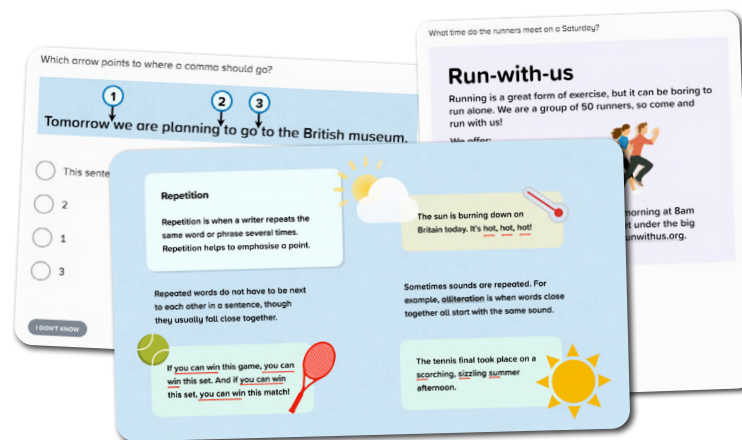 Which arrow points to where a comma should go?
1
2
3
Tomorrow we are planning to go to the British museum.
This sente
2
1
3
I DON'T KNOW
What time do the runners meet on a Saturday?
Run-with-us
Running is a great form of exercise, but it can be boring to
run alone. We are a group of 50 runners, so come and
run with us!
We offer:
morning at 8am
t under the big
unwithus.org.
Repetition
Repetition is when a writer repeats the
same word or phrase several times.
Repetition helps to emphasise a point.
The sun is burning down on
Britain today. It's hot, hot, hot!
Repeated words do not have to be next
to each other in a sentence, though
they usually fall close together.
Sometimes sounds are repeated. For
example, alliteration is when words close
together all start with the same sound.
If you can win this game, you can
win this set. And if you can win
this set, you can win this match!
The tennis final took place on a
scorching, sizzling summer
afternoon.